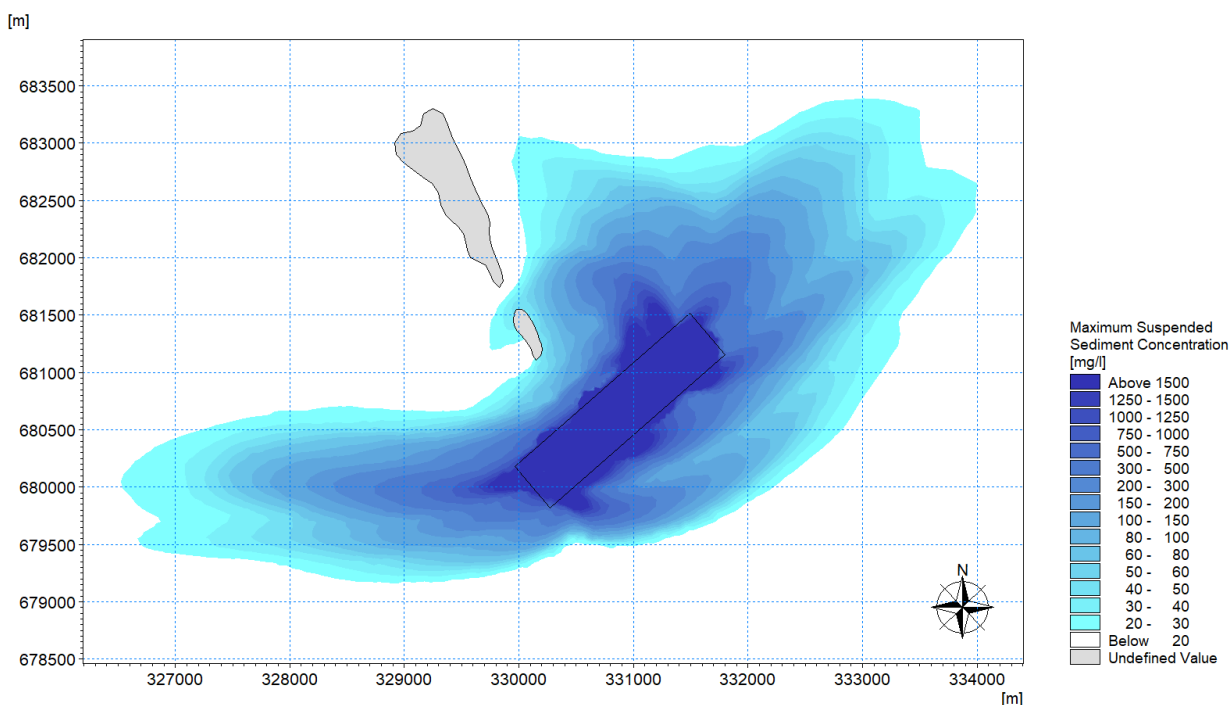 [m]
683500
683000
682500
682000
681500
681000
680500
680000
679500
679000
678500
327000 328000 329000 330000 331000 332000 333000 334000
[m]
N
Maximum Suspended
Sediment Concentration
[mg/l]
Above 1500
1250 - 1500
1000 - 1250
750 - 1000
500 - 750
300 - 500
200 - 300
150 - 200
100 - 150
80 - 100
60 - 80
50 - 60
40 - 50
30 - 40
20 - 30
Below 20
Undefined Value